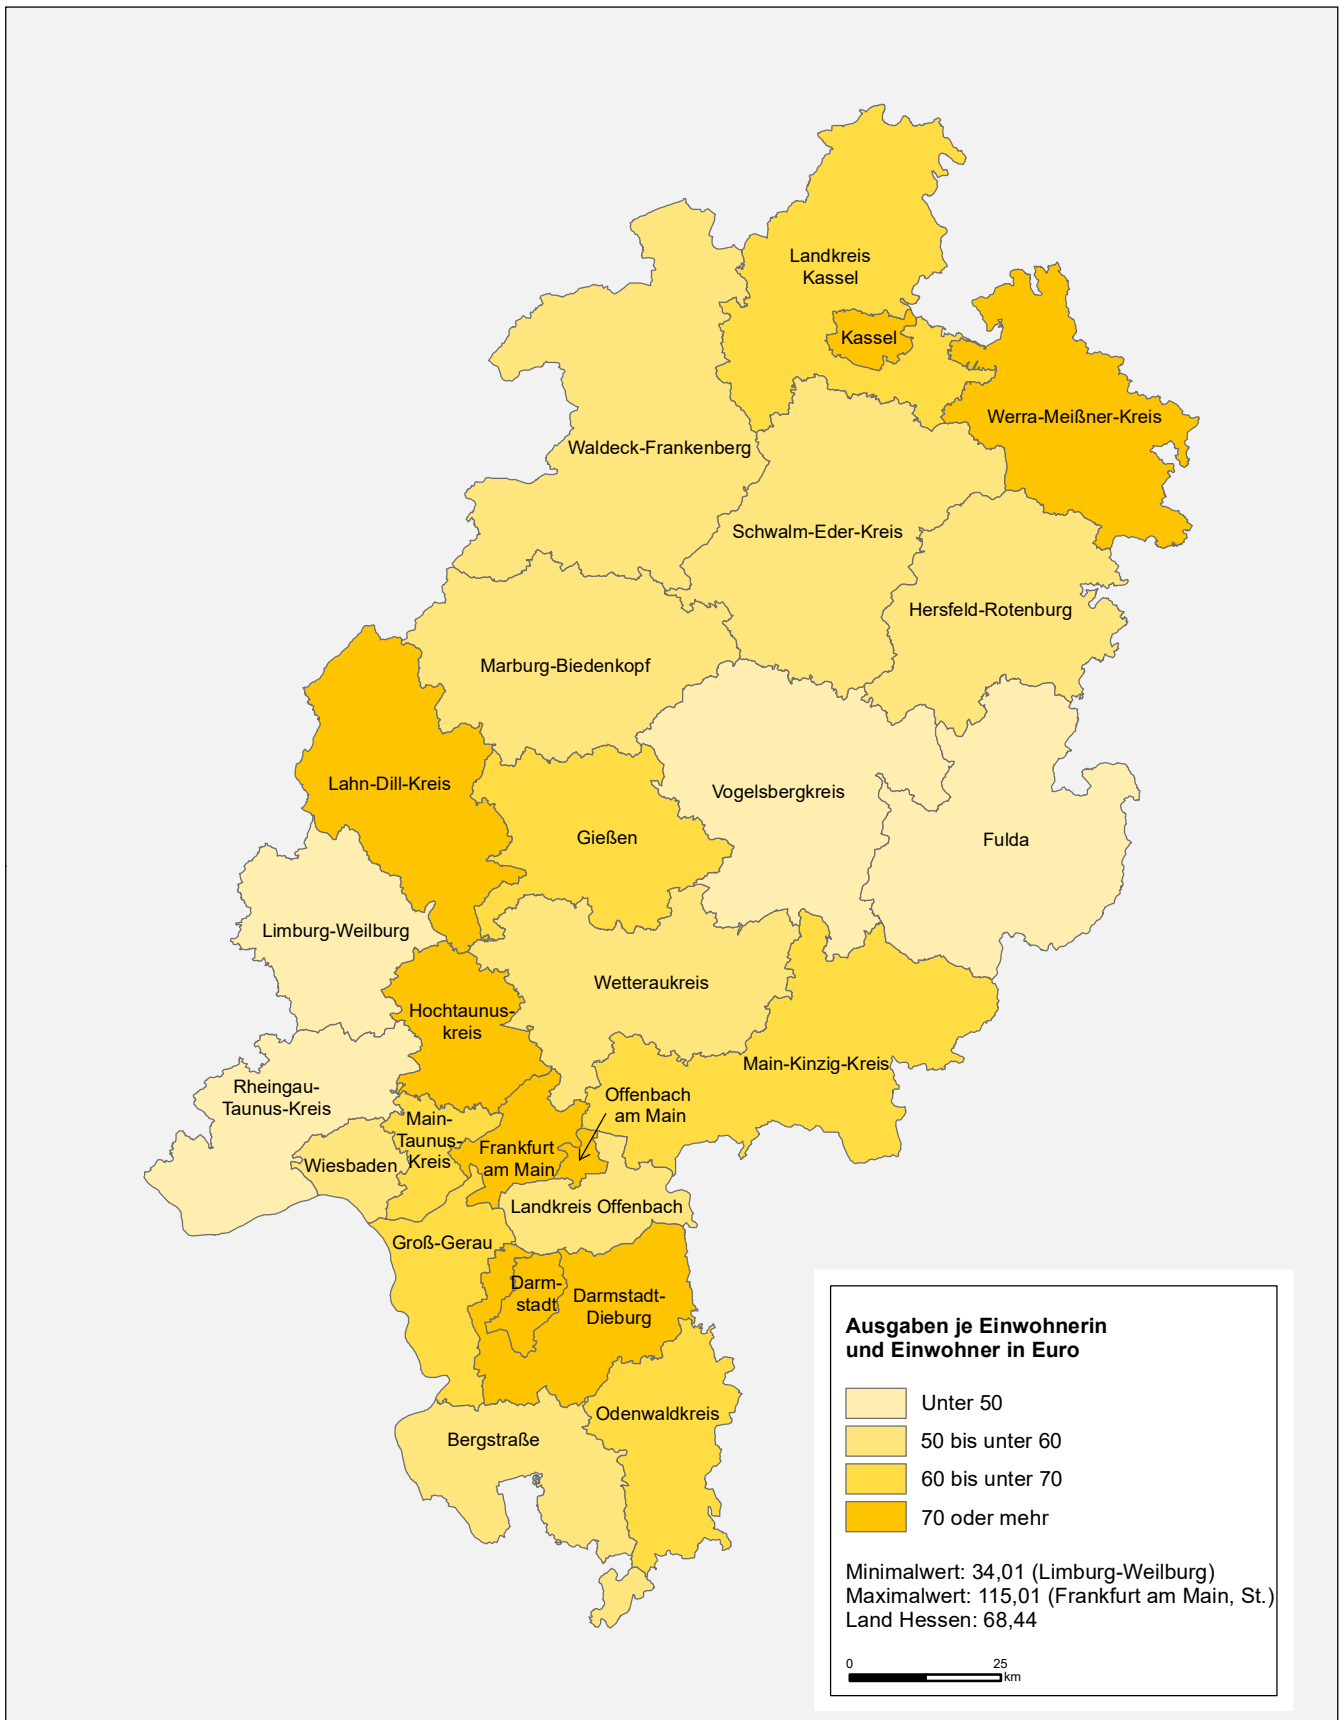 Landkreis
Kassel
Kassel
Werra-Meißner-Kreis
Waldeck-Frankenberg
Schwalm-Eder-Kreis
Hersfeld-Rotenburg
Marburg-Biedenkopf
Lahn-Dill-Kreis
Vogelsbergkreis
Gießen
Fulda
Limburg-Weilburg
Wetteraukreis
Hochtaunus-
kreis
Main-Kinzig-Kreis
Rheingau-
Taunus-Kreis
Offenbach
am Main
Main-
Taunus-
Kreis
Frankfurt
am Main
Wiesbaden
Landkreis Offenbach
Groß-Gerau
Darm-
stadt
Darmstadt-
Dieburg
Odenwaldkreis
Bergstraße
Ausgaben je Einwohnerin
und Einwohner in Euro
Unter 50
50 bis unter 60
60 bis unter 70
70 oder mehr
Minimalwert: 34,01 (Limburg-Weilburg)
Maximalwert: 115,01 (Frankfurt am Main, St.)
Land Hessen: 68,44
0 25
km